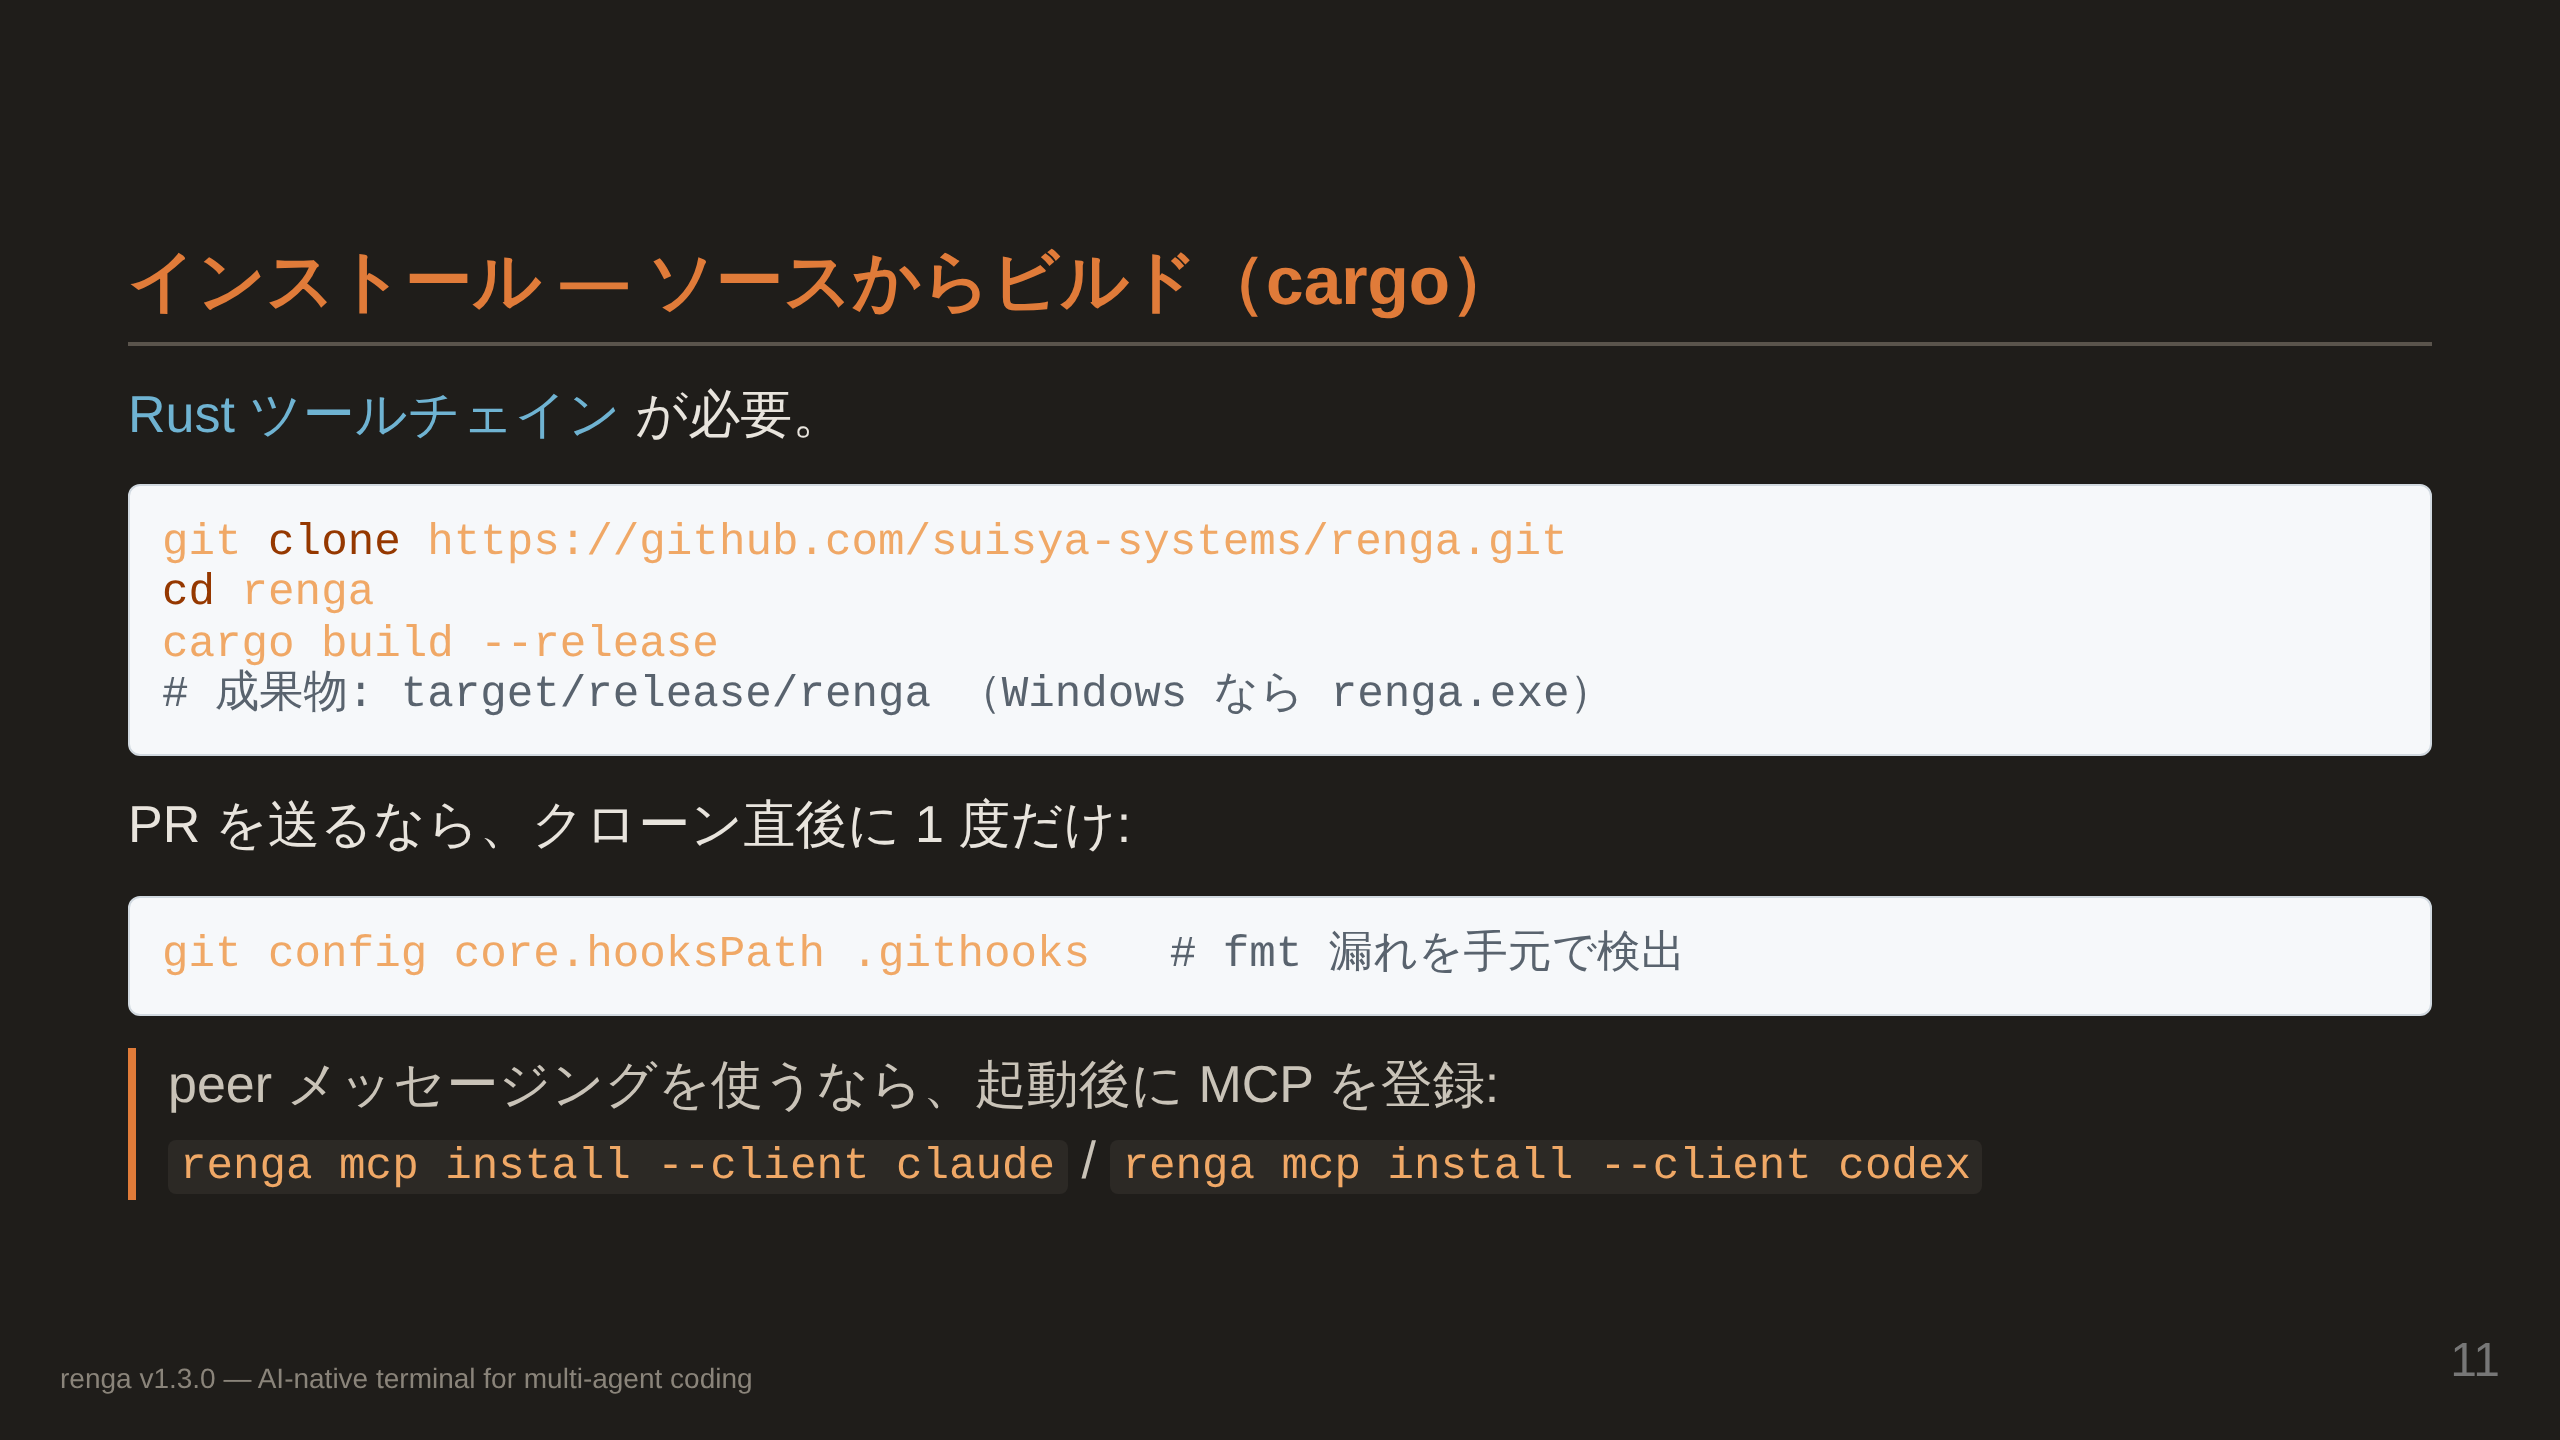 インストール — ソースからビルド（cargo）
Rust ツールチェイン が必要。
git clone https://github.com/suisya-systems/renga.git
cd renga
cargo build --release
# 成果物: target/release/renga （Windows なら renga.exe）
PR を送るなら、クローン直後に 1 度だけ:
git config core.hooksPath .githooks   # fmt 漏れを手元で検出
peer メッセージングを使うなら、起動後に MCP を登録:
renga mcp install --client claude / renga mcp install --client codex
renga v1.3.0 — AI-native terminal for multi-agent coding
11